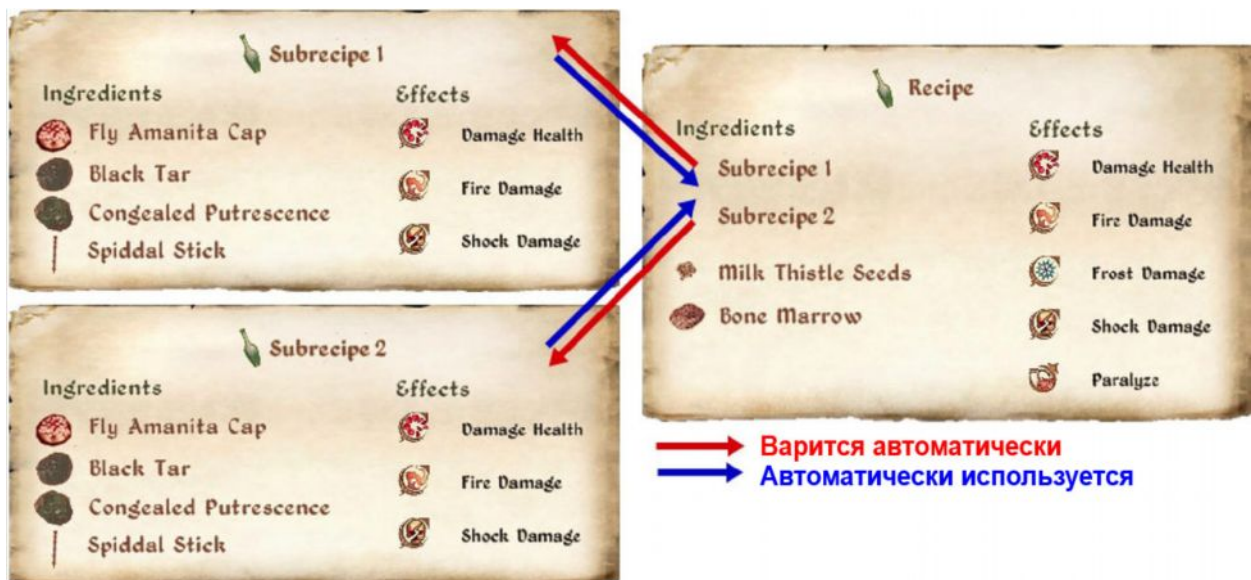 Subrecipe 1
Ingredients Effects
Fly Amanita Cap Damage Health
Black Tar
Fire Damage
Congealed Putrescence
Spiddal Stick Shock Damage
Subrecipe 2
Ingredients Effects
Fly Amanita Cap Damage Health
Black Tar
Fire Damage
Congealed Putrescence
Spiddal Stick Shock Damage
Recipe
Ingredients Effects
Subrecipe 1 Damage Health
Subrecipe 2 Fire Damage
Milk Thistle Seeds Frost Damage
Bone Marrow Shock Damage
Paralyze
Варится автоматически
Автоматически используется